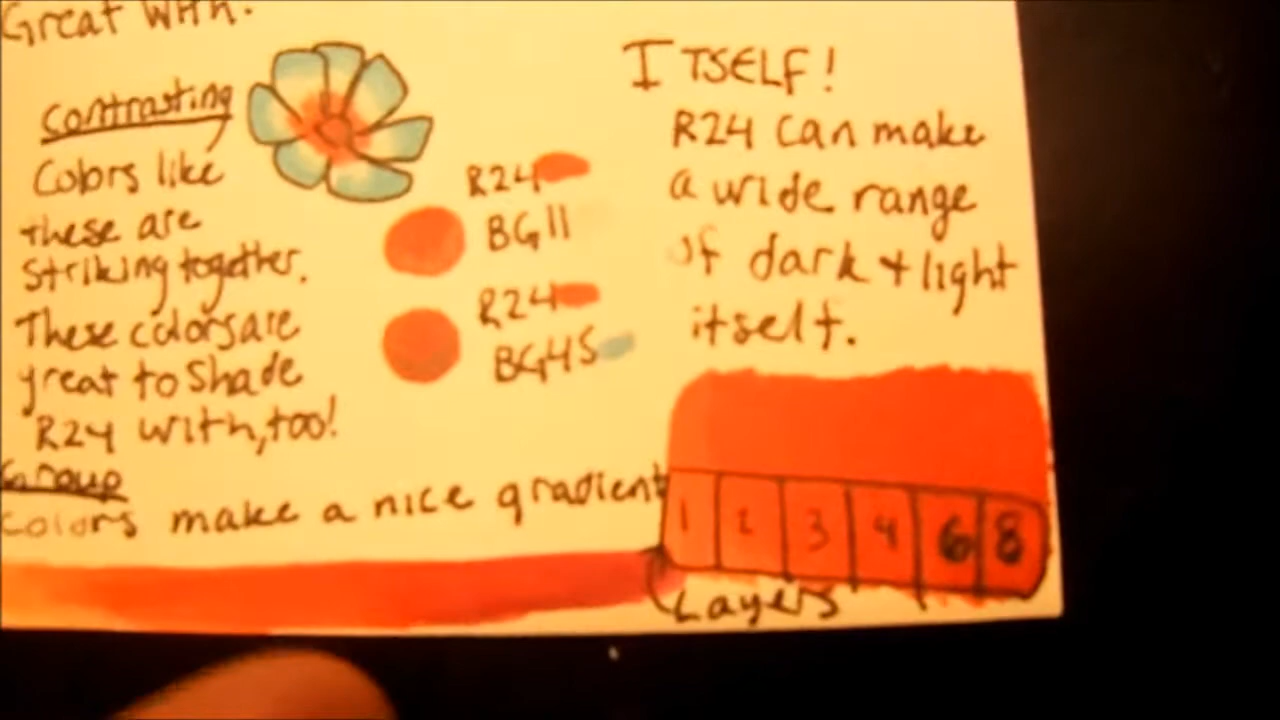 Great with:
Contrasting
Colors like
these are
striking together.
These colors are
great to shade
R24 with, too!
R24
BG11
R24
BG45
ITSELF!
R24 can make
a wide range
of dark + light
itself.
Group
Colors make a nice gradient
1 2 3 4 6 8
Layers